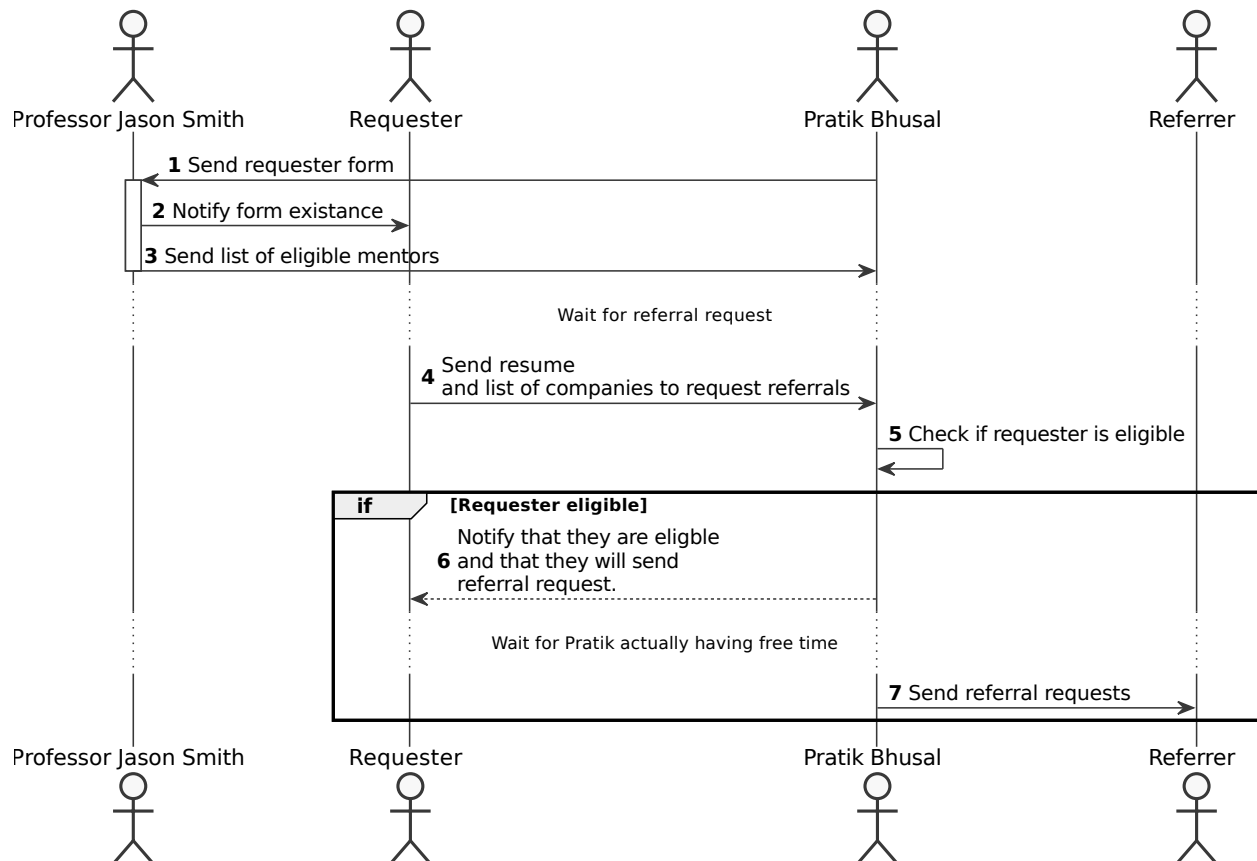 Professor Jason Smith
Requester
Pratik Bhusal
Referrer
1 Send requester form
2 Notify form existance
3 Send list of eligible mentors
Wait for referral request
4 Send resume
and list of companies to request referrals
5 Check if requester is eligible
if [Requester eligible]
Notify that they are eligble
6 and that they will send
referral request.
Wait for Pratik actually having free time
7 Send referral requests
Professor Jason Smith
Requester
Pratik Bhusal
Referrer